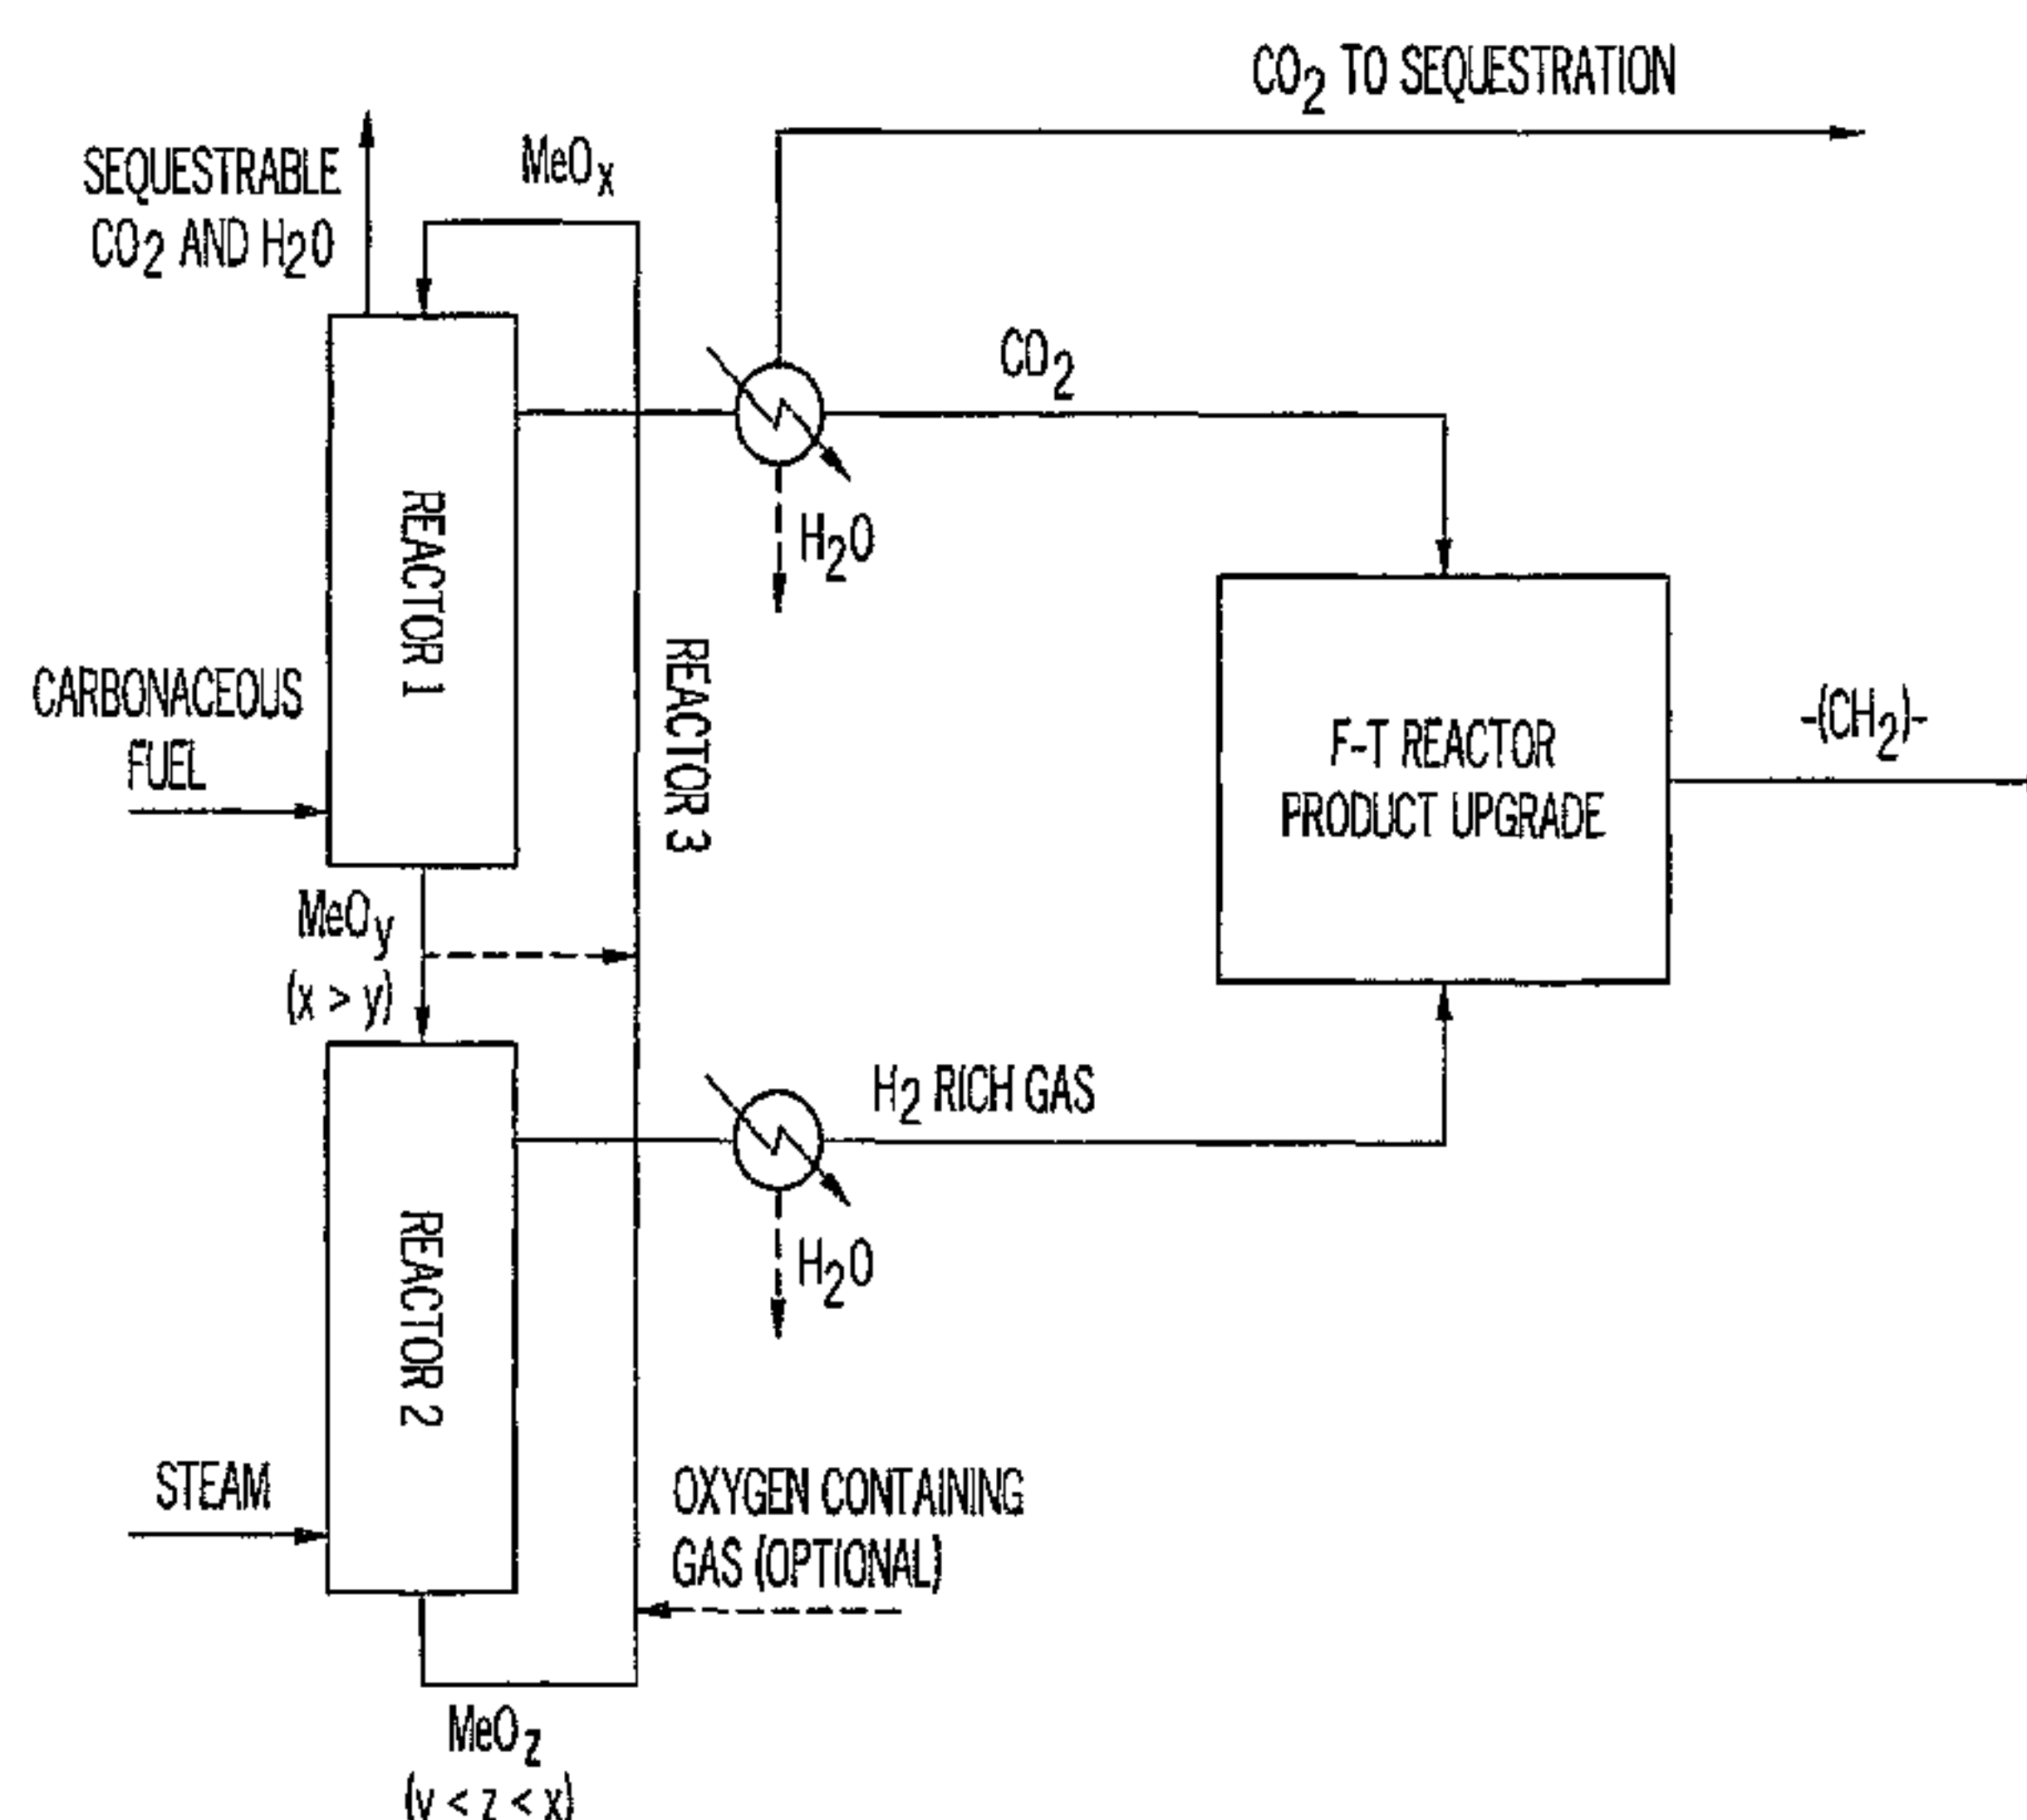 CO2 TO SEQUESTRATION
SEQUESTRABLE
CO2 AND H2O
MeOx
CO2
REACTOR 1
H2O
CARBONACEOUS
FUEL
REACTOR 3
F-T REACTOR
PRODUCT UPGRADE
-(CH2)-
MeOy
(x > y)
H2 RICH GAS
REACTOR 2
H2O
STEAM
OXYGEN CONTAINING
GAS (OPTIONAL)
MeOz
(y < z < x)